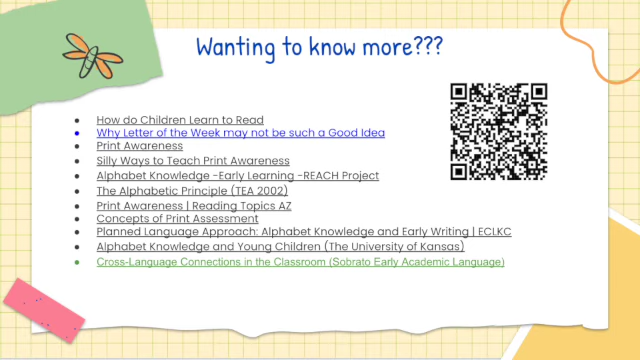 Wanting to know more???
● How do Children Learn to Read
● Why Letter of the Week may not be such a Good Idea
● Print Awareness
● Silly Ways to Teach Print Awareness
● Alphabet Knowledge -Early Learning -REACH Project
● The Alphabetic Principle (TEA 2002)
● Print Awareness | Reading Topics AZ
● Concepts of Print Assessment
● Planned Language Approach: Alphabet Knowledge and Early Writing | ECLKC
● Alphabet Knowledge and Young Children (The University of Kansas)
● Cross-Language Connections in the Classroom (Sobrato Early Academic Language)